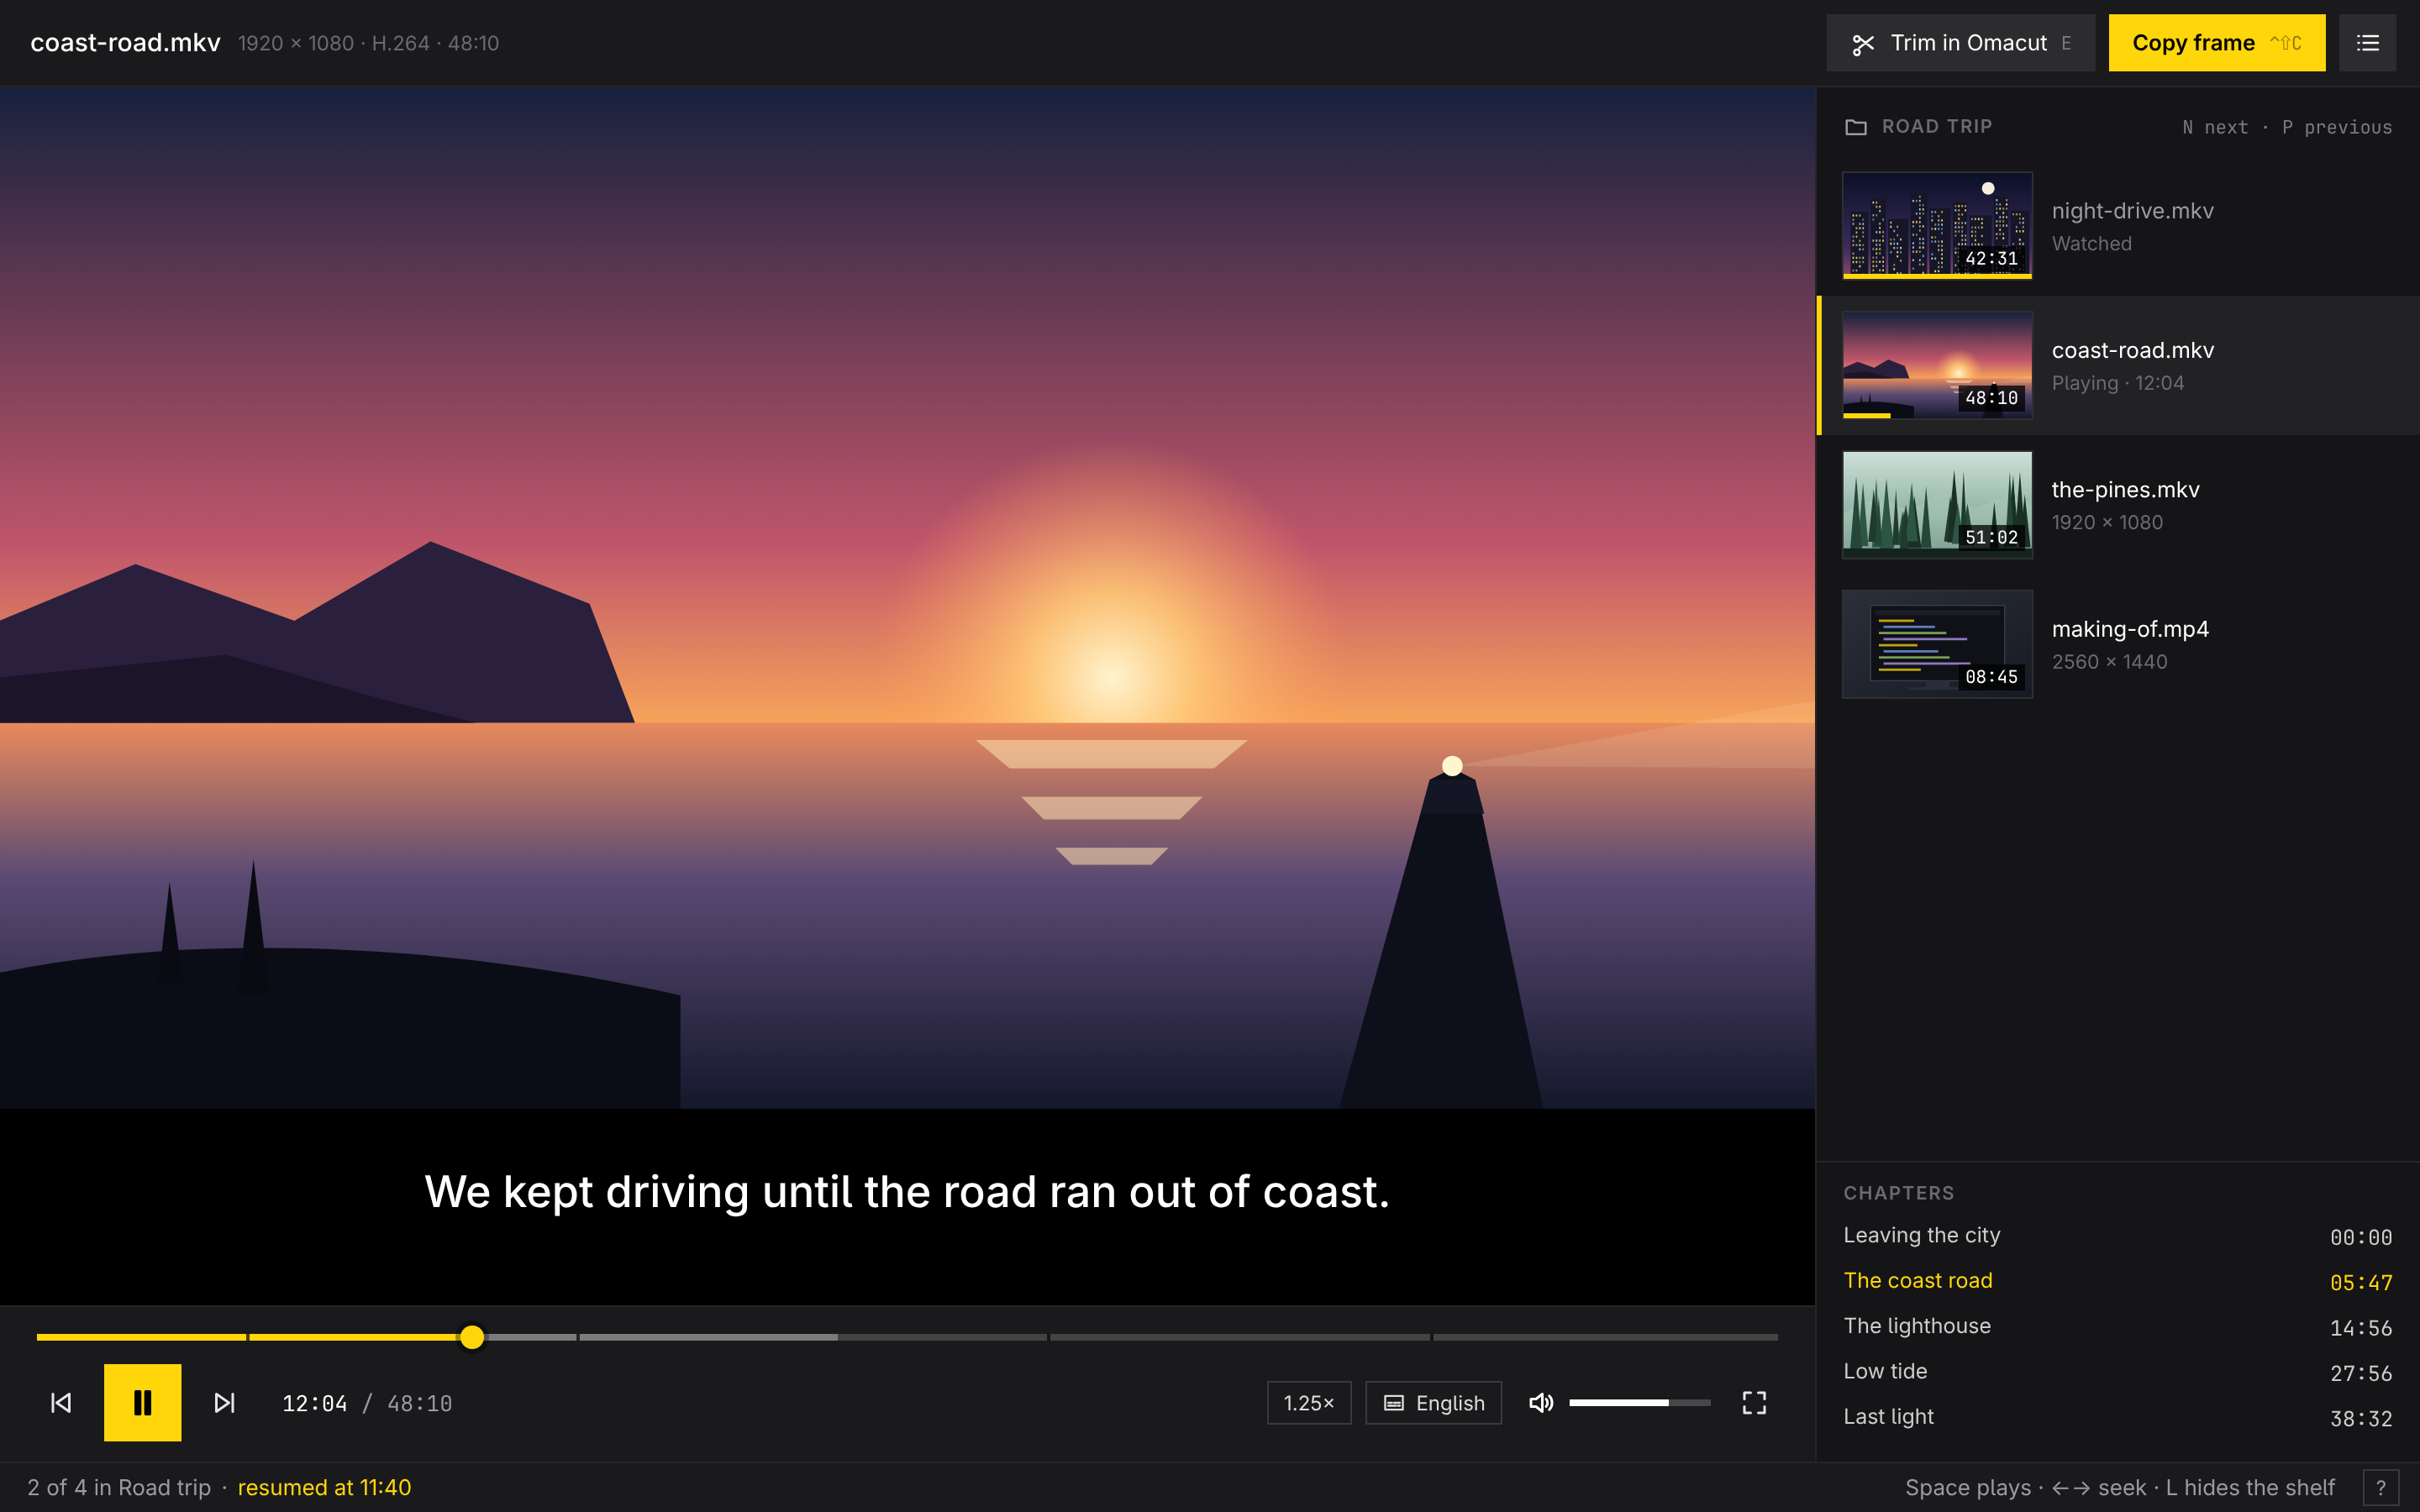 coast-road.mkv 1920 × 1080 · H.264 · 48:10
Trim in Omacut E
Copy frame ^⇧C
ROAD TRIP
N next · P previous
42:31
night-drive.mkv
Watched
48:10
coast-road.mkv
Playing · 12:04
51:02
the-pines.mkv
1920 × 1080
08:45
making-of.mp4
2560 × 1440
We kept driving until the road ran out of coast.
CHAPTERS
Leaving the city 00:00
The coast road 05:47
The lighthouse 14:56
Low tide 27:56
Last light 38:32
12:04 / 48:10
1.25×
English
2 of 4 in Road trip · resumed at 11:40
Space plays · ←→ seek · L hides the shelf ?